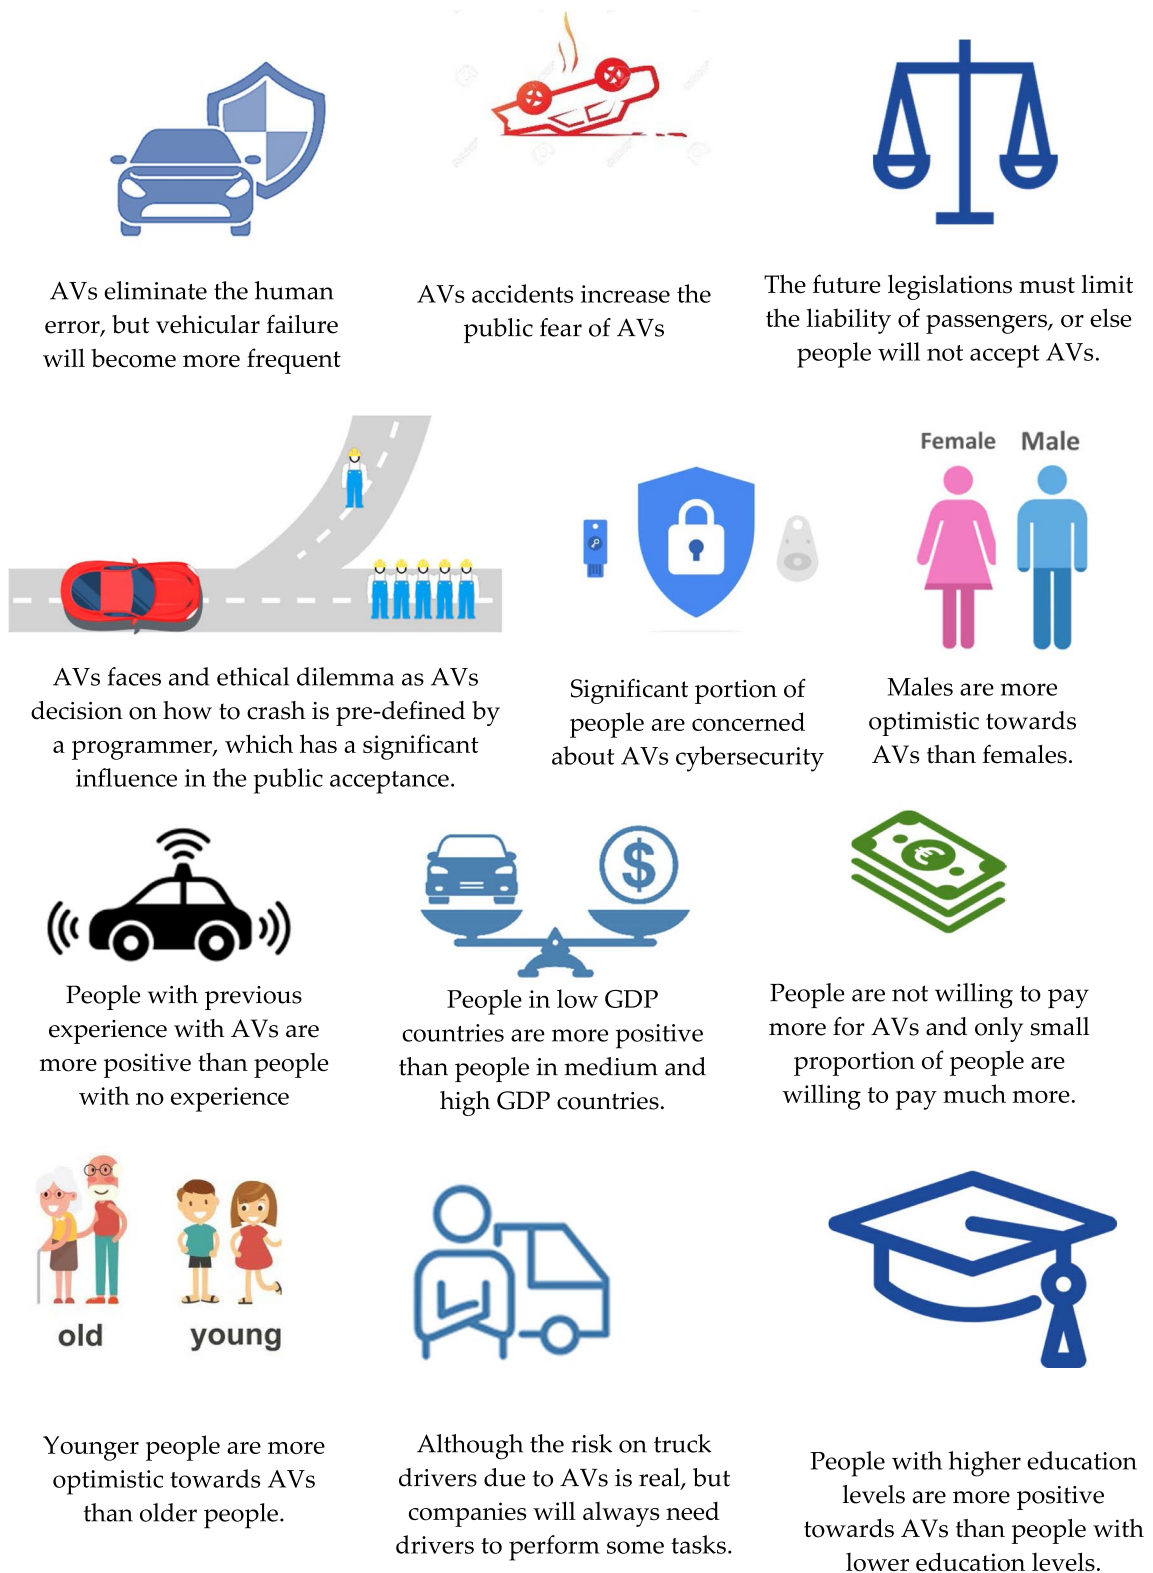 AVs eliminate the human
error, but vehicular failure
will become more frequent
AVs accidents increase the
public fear of AVs
The future legislations must limit
the liability of passengers, or else
people will not accept AVs.
AVs faces and ethical dilemma as AVs
decision on how to crash is pre-defined by
a programmer, which has a significant
influence in the public acceptance.
Significant portion of
people are concerned
about AVs cybersecurity
Female Male
Males are more
optimistic towards
AVs than females.
People with previous
experience with AVs are
more positive than people
with no experience
$
People in low GDP
countries are more positive
than people in medium and
high GDP countries.
€
People are not willing to pay
more for AVs and only small
proportion of people are
willing to pay much more.
old young
Younger people are more
optimistic towards AVs
than older people.
Although the risk on truck
drivers due to AVs is real, but
companies will always need
drivers to perform some tasks.
People with higher education
levels are more positive
towards AVs than people with
lower education levels.